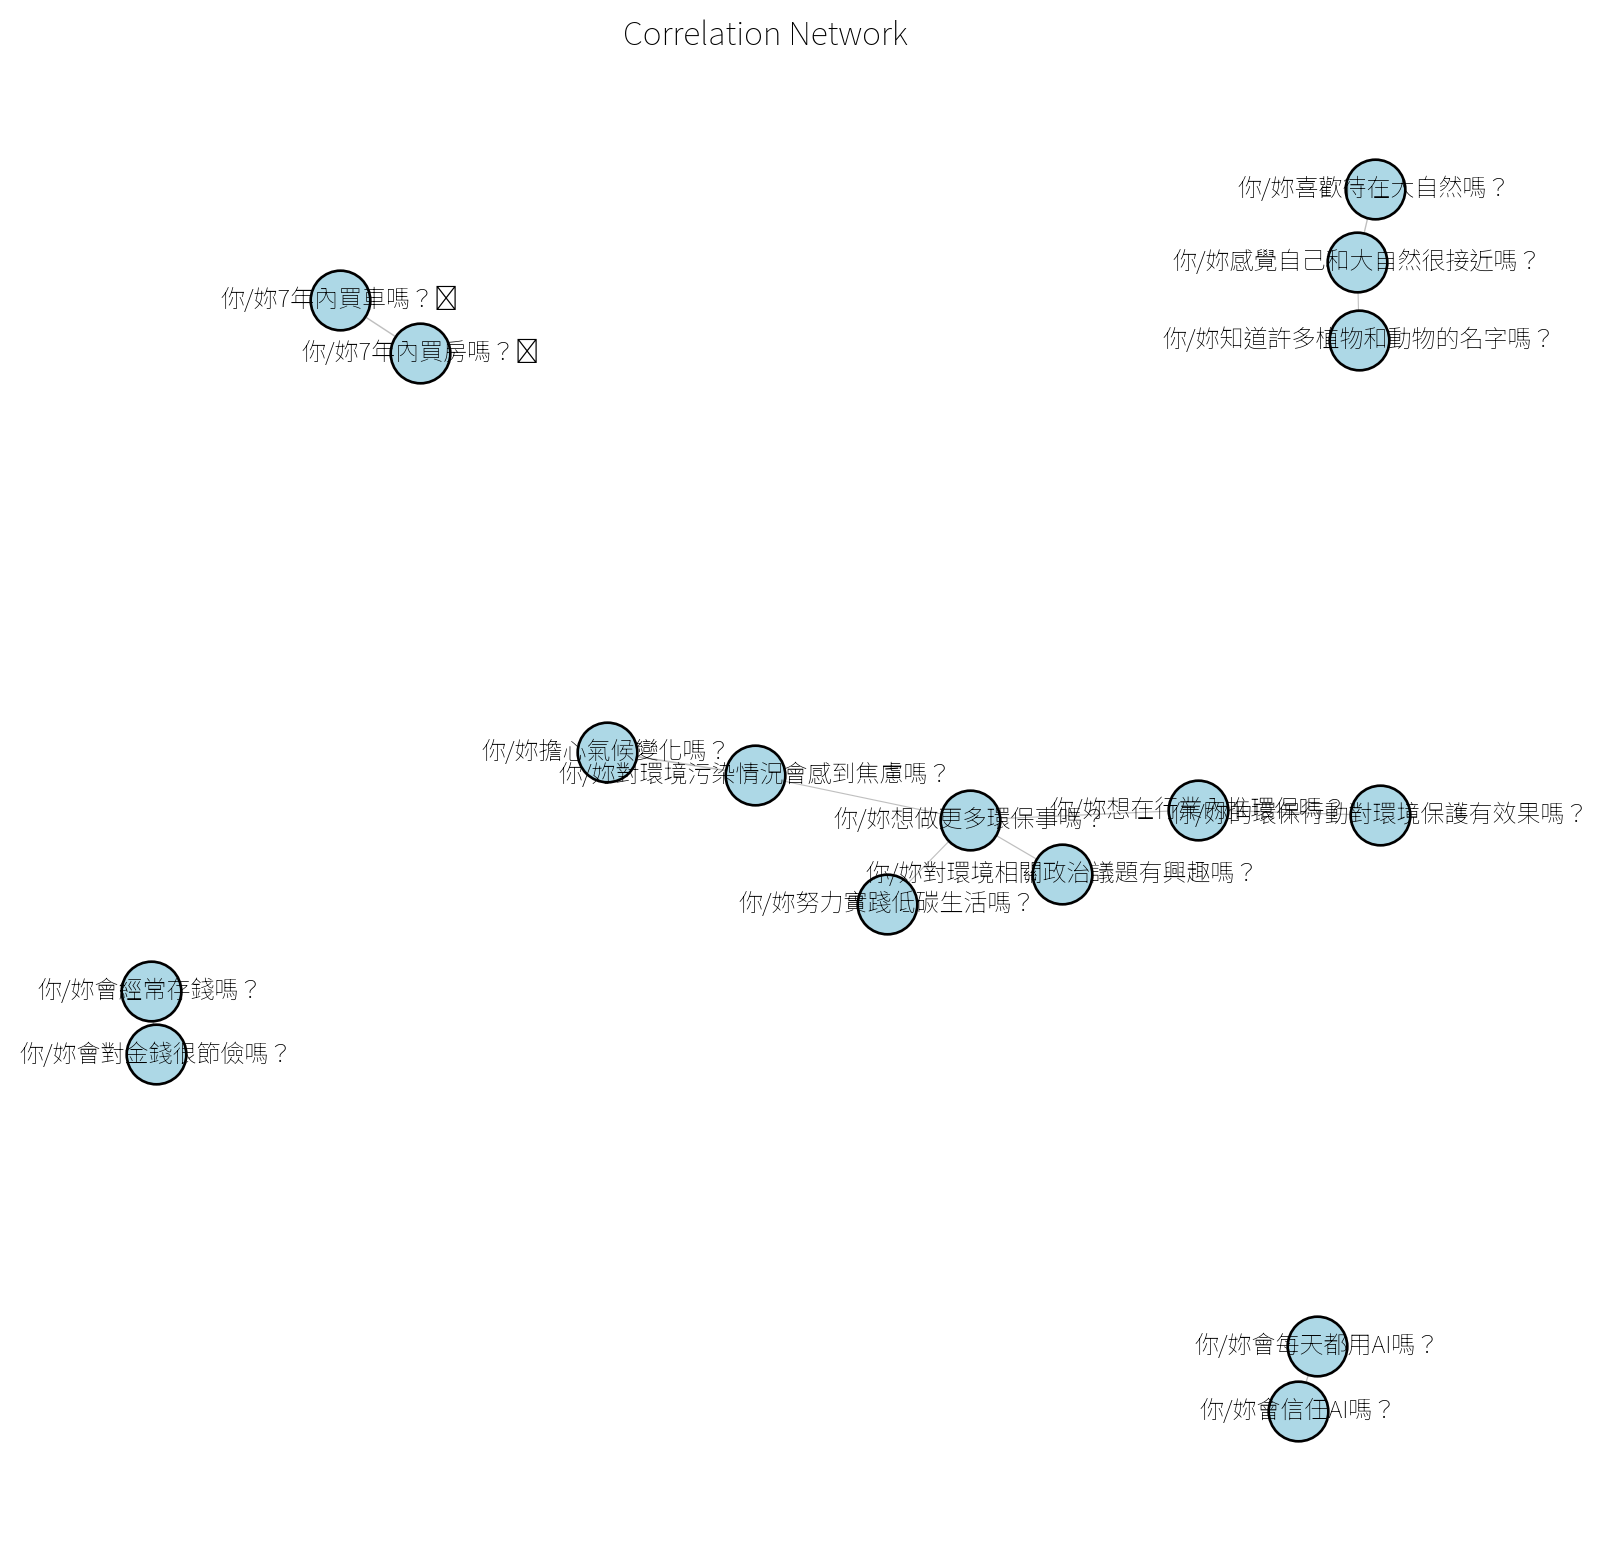 Correlation Network
你/妳喜歡待在大自然嗎？
你/妳感覺自己和大自然很接近嗎？
你/妳7年內買車嗎？
你/妳知道許多植物和動物的名字嗎？
你/妳7年內買房嗎？
你/妳擔心氣候變化嗎？
你/妳對環境污染情況會感到焦慮嗎？
你/妳想在行業內推環保嗎？
你/妳的環保行動對環境保護有效果嗎？
你/妳想做更多環保事嗎？
你/妳對環境相關政治議題有興趣嗎？
你/妳努力實踐低碳生活嗎？
你/妳會經常存錢嗎？
你/妳會對金錢很節儉嗎？
你/妳會每天都用AI嗎？
你/妳會信任AI嗎？